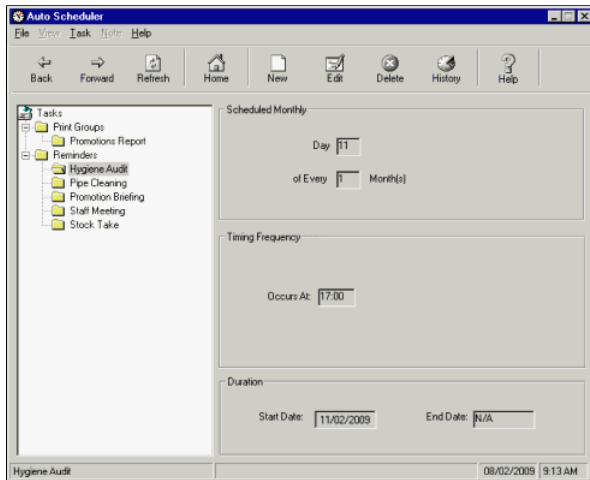 Auto Scheduler
File View Task Note Help
Back Forward Refresh Home New Edit Delete History Help
Tasks
Print Groups
Promotions Report
Reminders
Hygiene Audit
Pipe Cleaning
Promotion Briefing
Staff Meeting
Stock Take
Scheduled Monthly
Day 11
of Every 1 Month(s)
Timing Frequency
Occurs At: 17:00
Duration
Start Date: 11/02/2009 End Date: N/A
Hygiene Audit 08/02/2009 9:13 AM